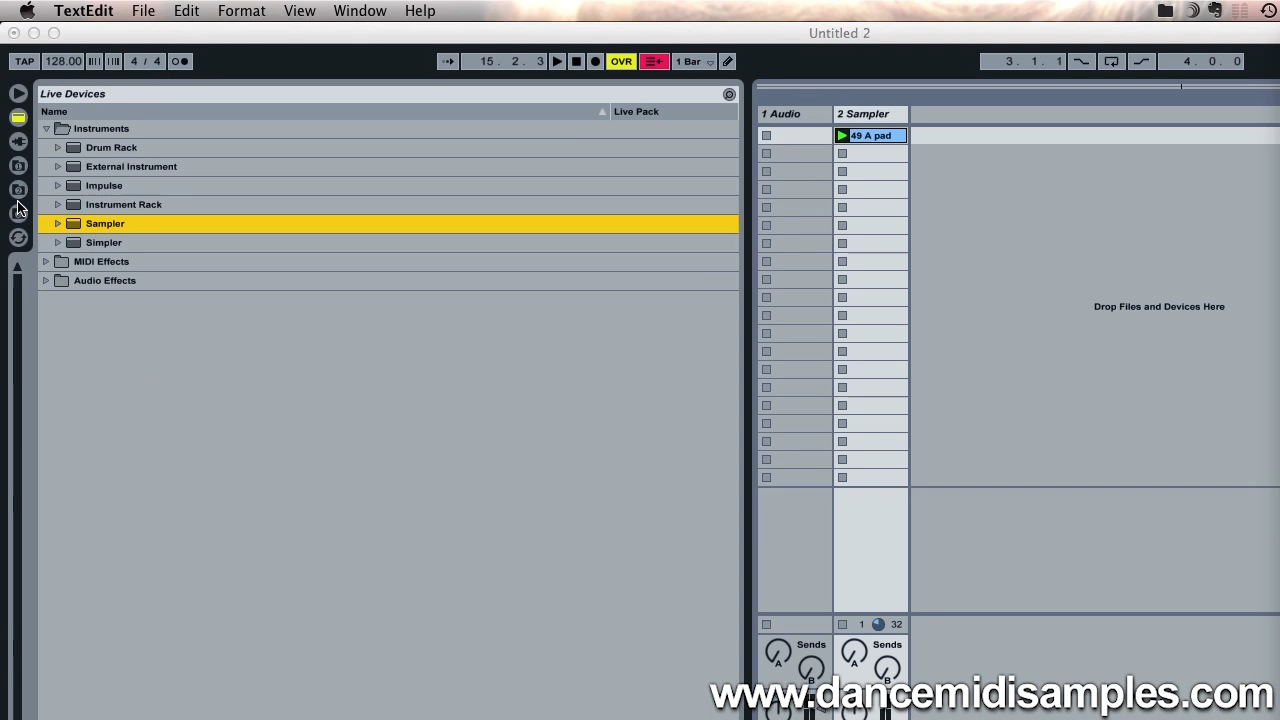 TextEdit File Edit Format View Window Help
Untitled 2
TAP 128.00 4 / 4 15 . 2 . 3 OVR 1 Bar 3 . 1 . 1 4 . 0 . 0
Live Devices
Name Live Pack
Instruments
Drum Rack
External Instrument
Impulse
Instrument Rack
Sampler
Simpler
MIDI Effects
Audio Effects
1 Audio 2 Sampler
49 A pad
Drop Files and Devices Here
1 32
Sends Sends
A A
B B
www.dancemidisamples.com